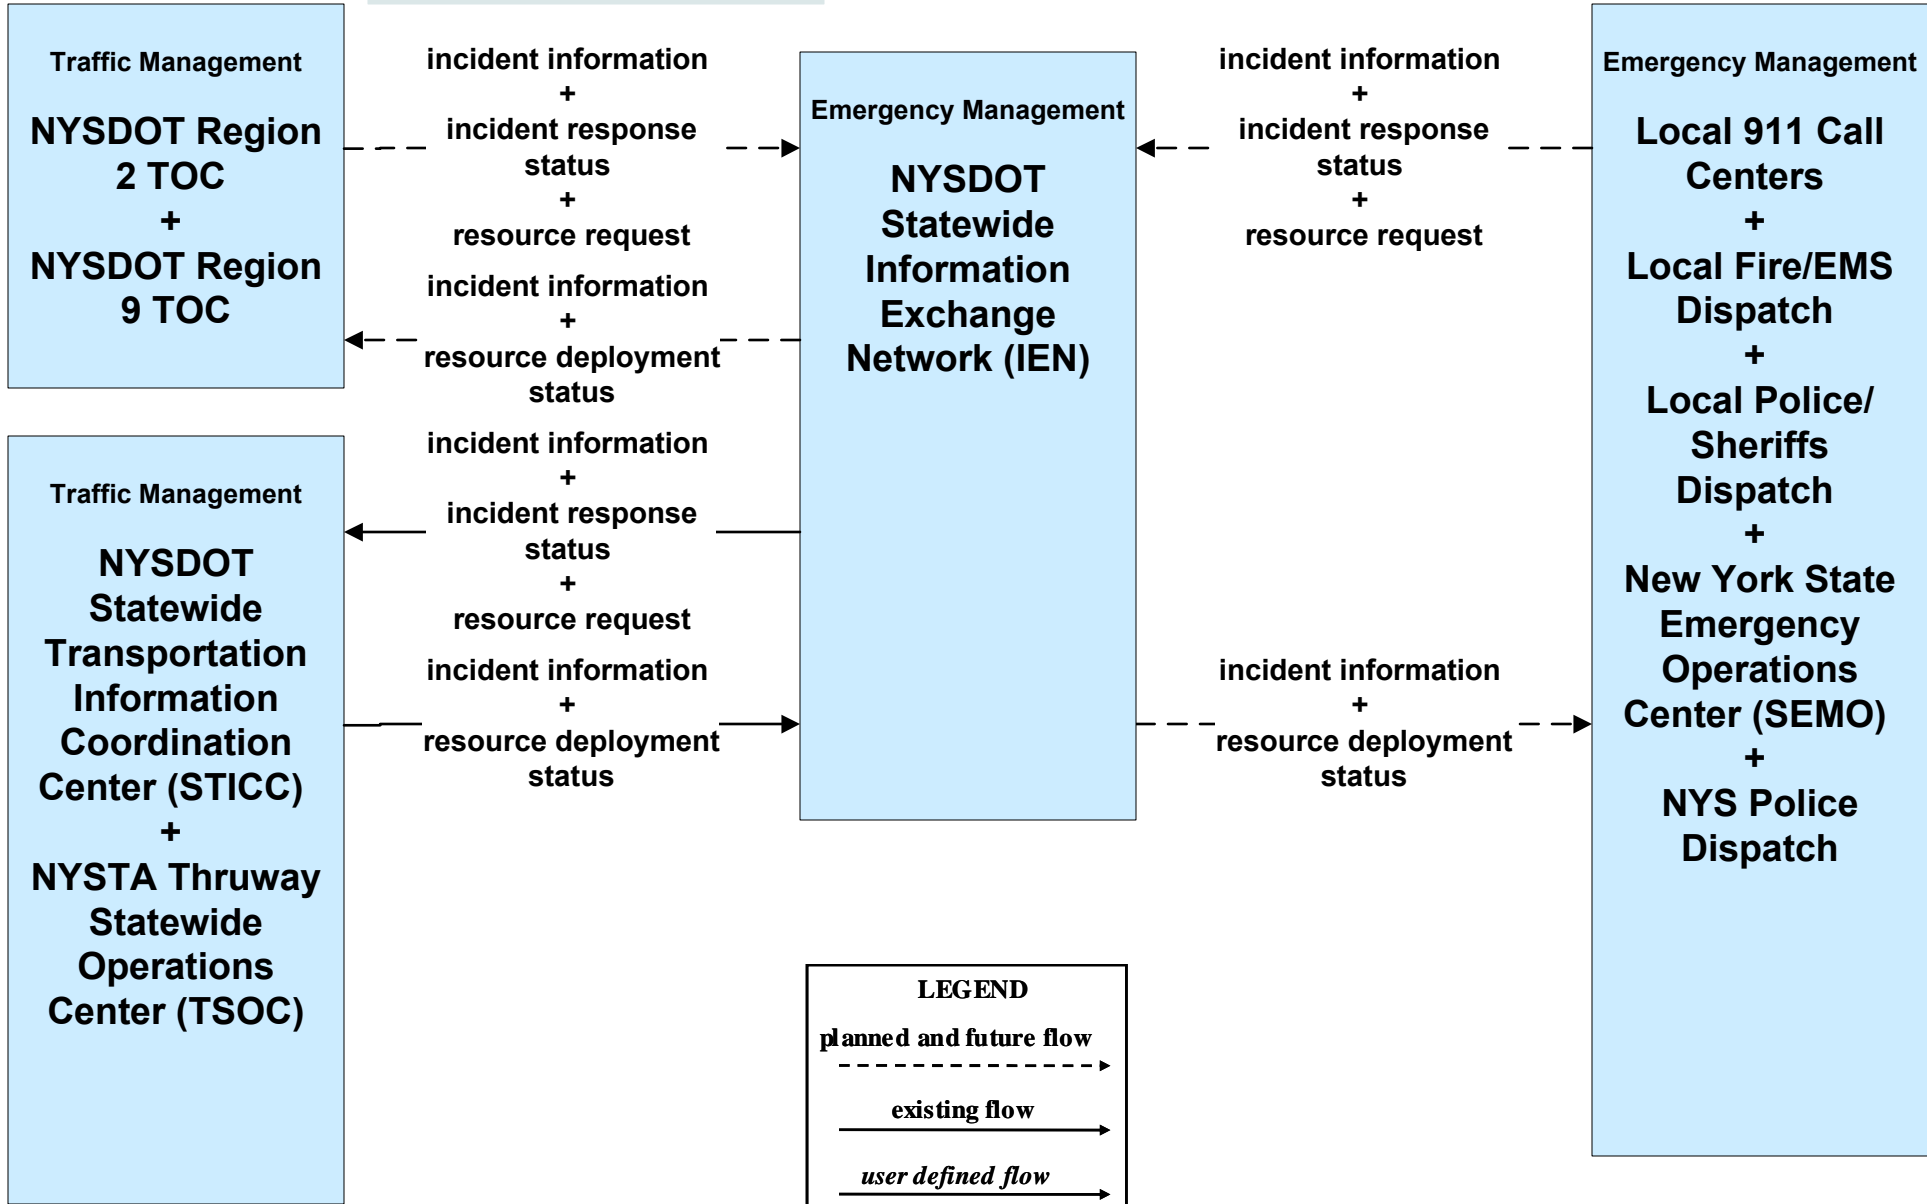 Traffic Management
NYSDOT Region
2 TOC
+
NYSDOT Region
9 TOC
Traffic Management
NYSDOT
Statewide
Transportation
Information
Coordination
Center (STICC)
+
NYSTA Thruway
Statewide
Operations
Center (TSOC)
incident information
+
incident response
status
+
resource request
incident information
+
resource deployment
status
incident information
+
incident response
status
+
resource request
incident information
+
resource deployment
status
Emergency Management
NYSDOT
Statewide
Information
Exchange
Network (IEN)
incident information
+
incident response
status
+
resource request
incident information
+
resource deployment
status
Emergency Management
Local 911 Call
Centers
+
Local Fire/EMS
Dispatch
+
Local Police/
Sheriffs
Dispatch
+
New York State
Emergency
Operations
Center (SEMO)
+
NYS Police
Dispatch
LEGEND
planned and future flow
existing flow
user defined flow